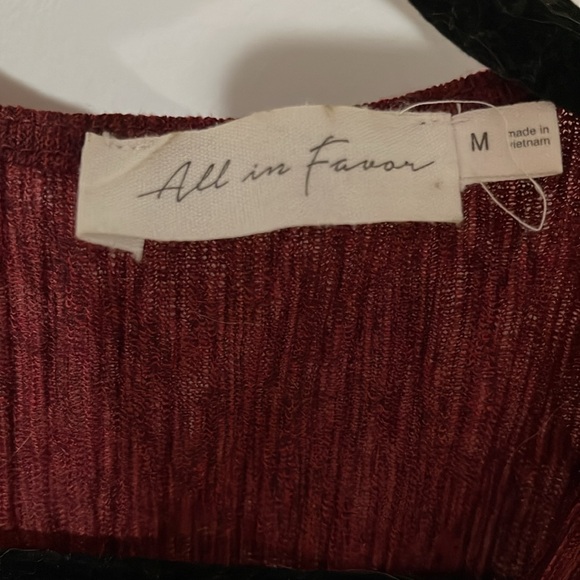 All in Favor
M
made in
vietnam